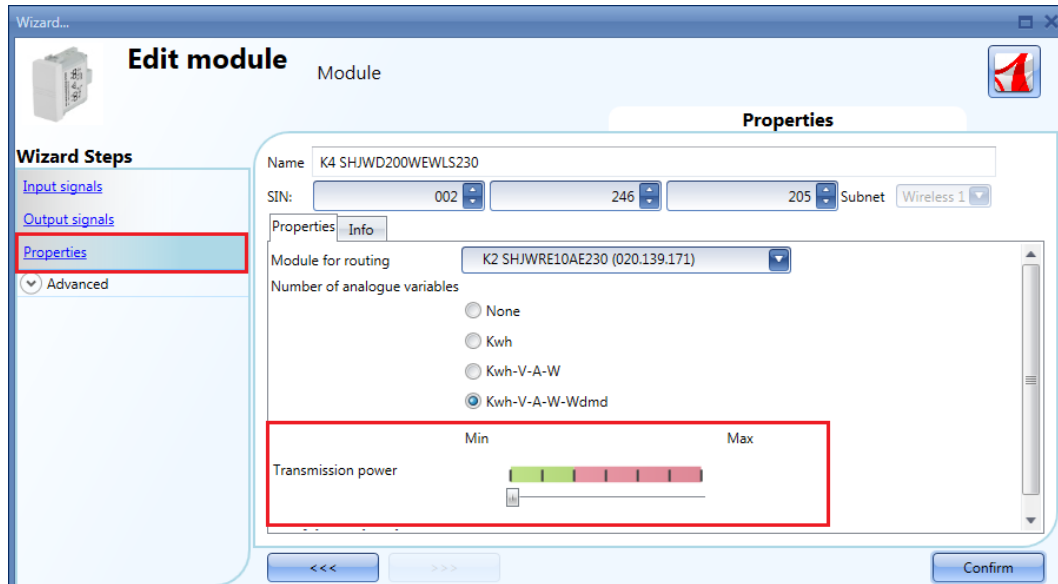 Wizard...
Edit module
Module
Properties
Wizard Steps
Input signals
Output signals
Properties
Advanced
Name K4 SHJWD200WEWLS230
SIN: 002 246 205 Subnet Wireless 1
Properties Info
Module for routing K2 SHJWRE10AE230 (020.139.171)
Number of analogue variables
None
Kwh
Kwh-V-A-W
Kwh-V-A-W-Wdmd
Min Max
Transmission power
<<< >>> Confirm